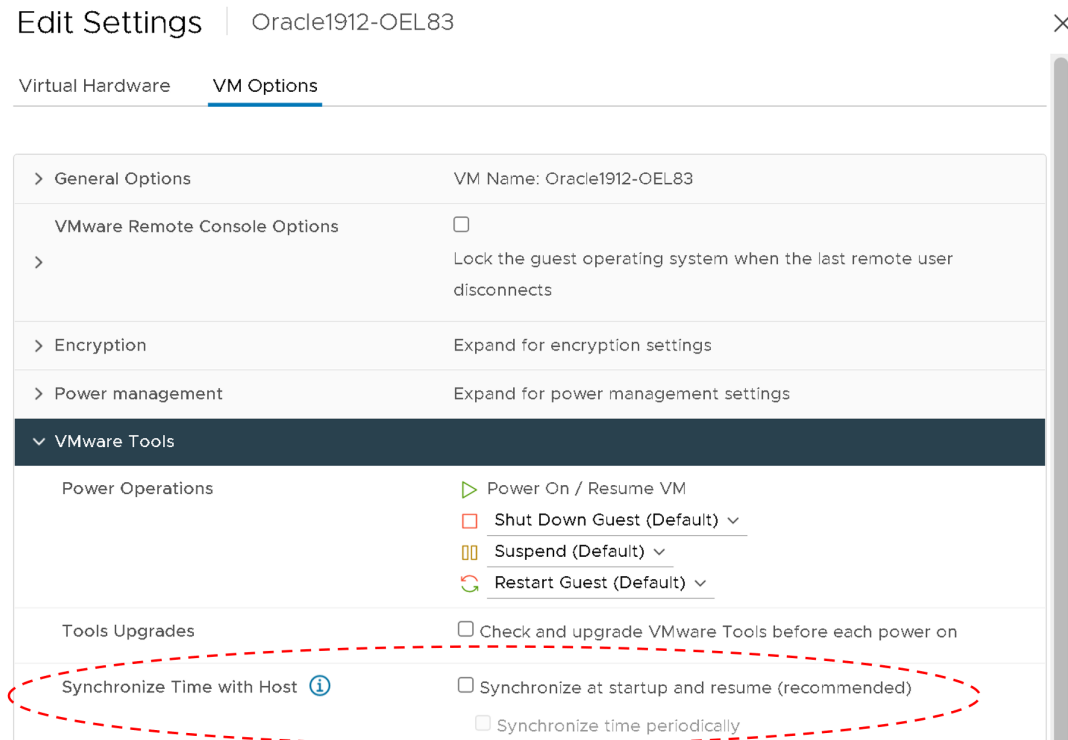 Edit Settings Oracle1912-OEL83
Virtual Hardware VM Options
General Options VM Name: Oracle1912-OEL83
VMware Remote Console Options
Lock the guest operating system when the last remote user
disconnects
Encryption Expand for encryption settings
Power management Expand for power management settings
VMware Tools
Power Operations Power On / Resume VM
Shut Down Guest (Default)
Suspend (Default)
Restart Guest (Default)
Tools Upgrades Check and upgrade VMware Tools before each power on
Synchronize Time with Host Synchronize at startup and resume (recommended)
Synchronize time periodically